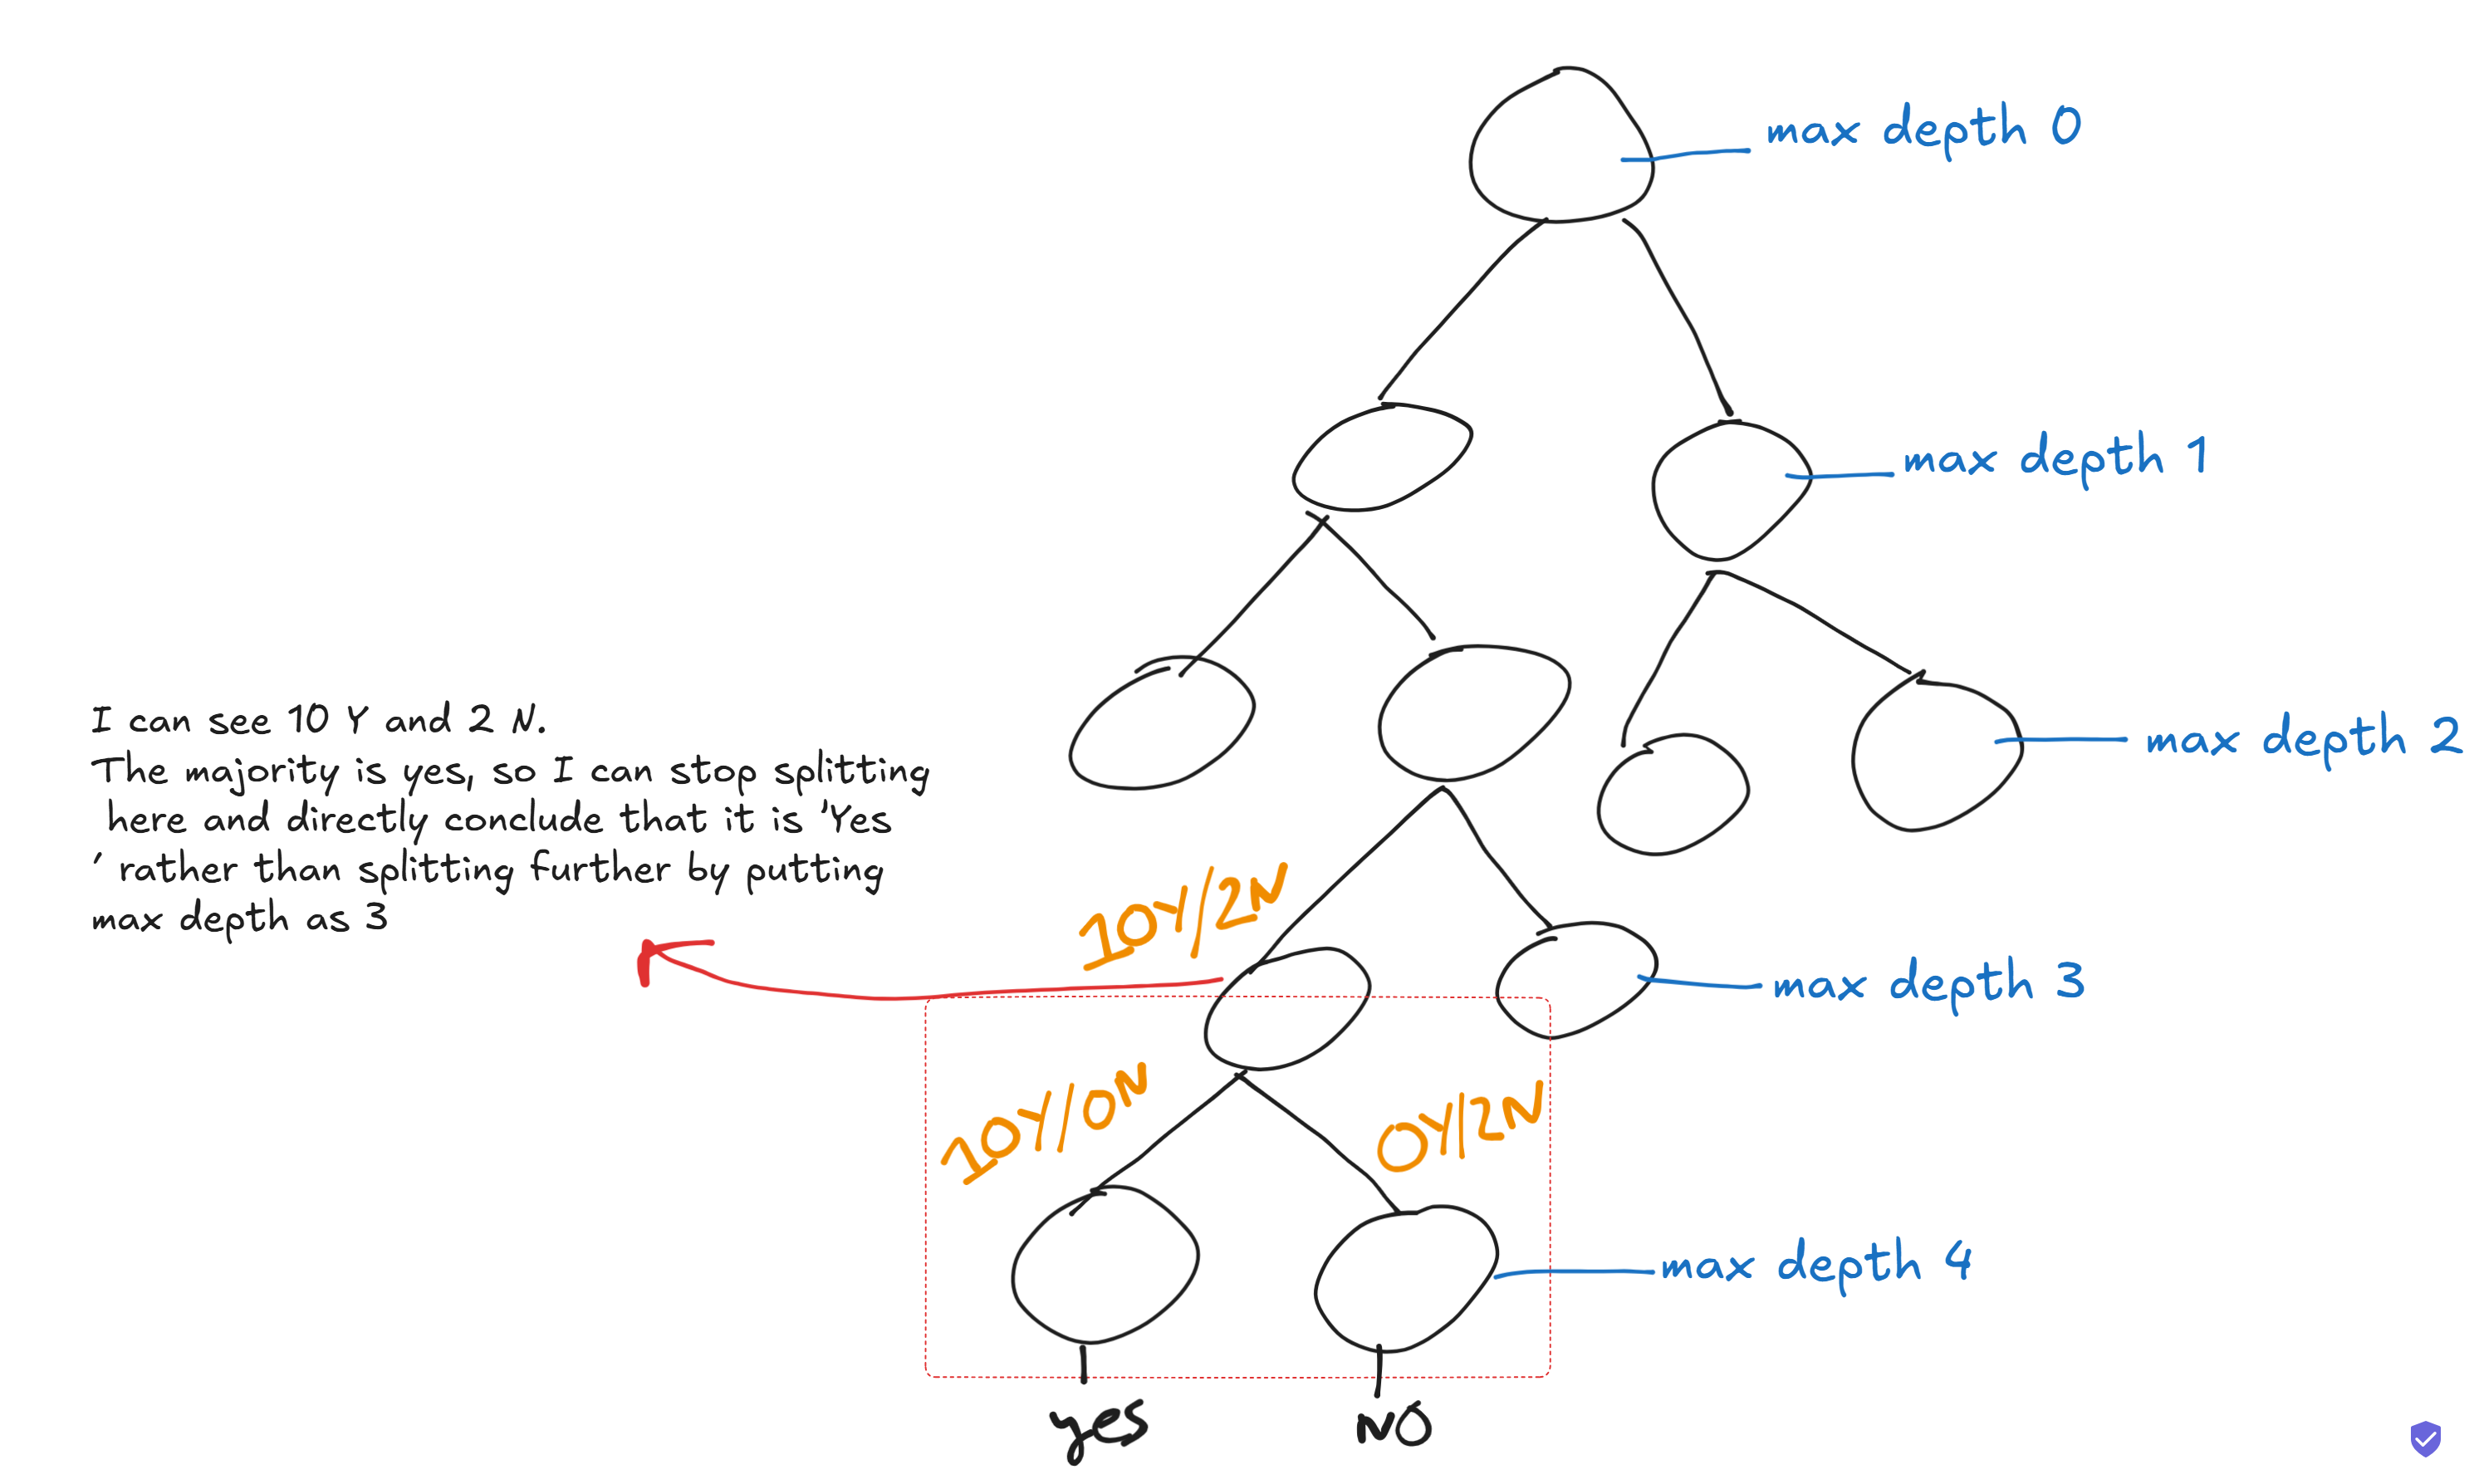 max depth 0
max depth 1
I can see 10 Y and 2 N.
The majority is yes, so I can stop splitting
here and directly conclude that it is 'Yes
' rather than splitting further by putting
max depth as 3
max depth 2
10Y/2N
max depth 3
10Y/0N
0Y/2N
max depth 4
yes
NO